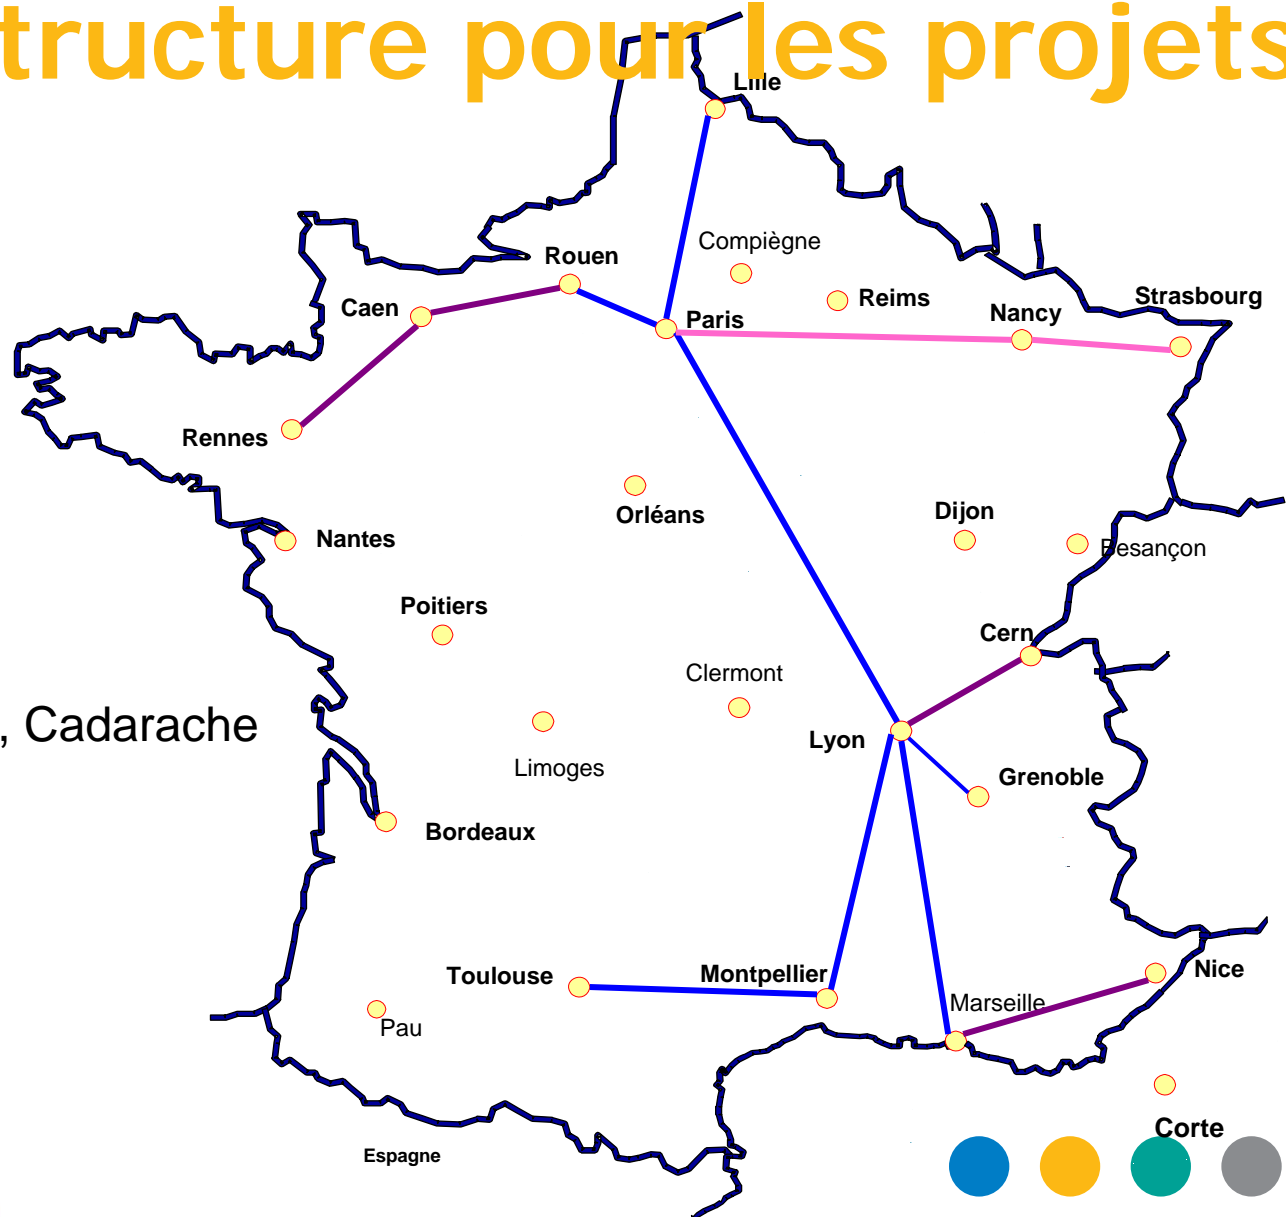 tructure pour les projets
Lille
Compiègne
Rouen
Reims
Strasbourg
Caen
Nancy
Paris
Rennes
Orléans
Dijon
Nantes
Besançon
Poitiers
Cern
Clermont
, Cadarache
Lyon
Limoges
Grenoble
Bordeaux
Toulouse
Montpellier
Nice
Marseille
Pau
Corte
Espagne